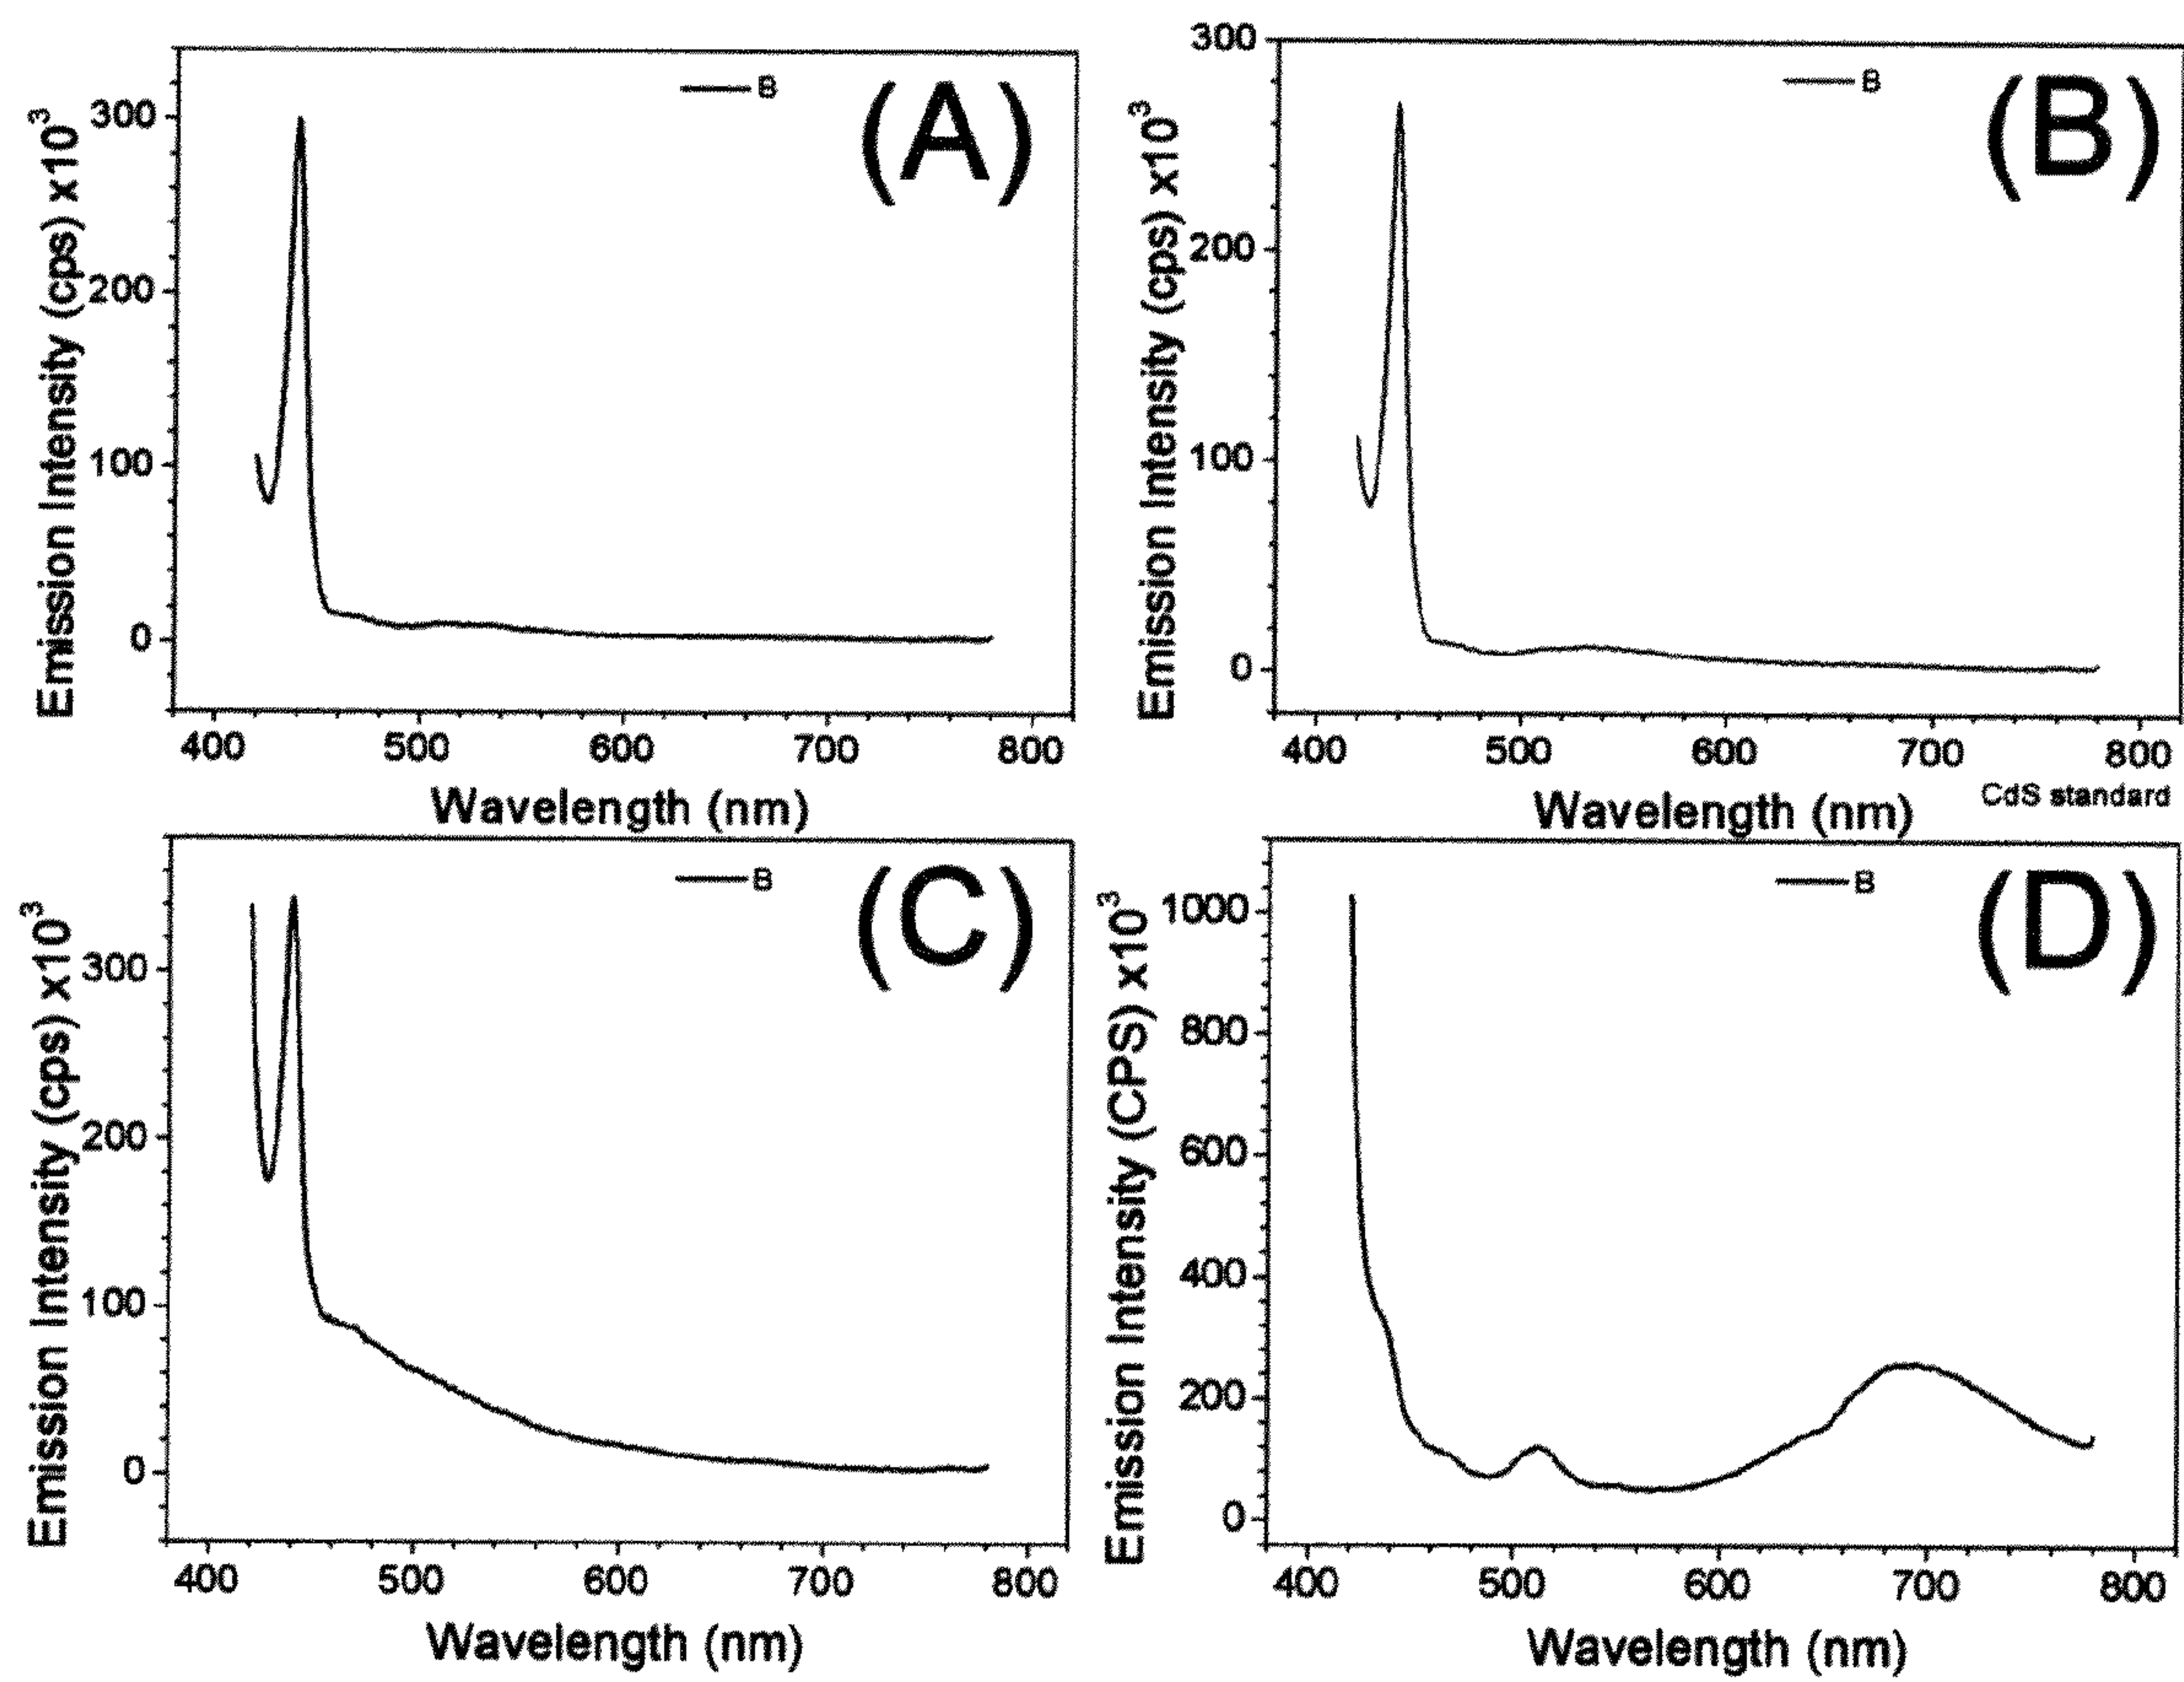 (A)
B
Emission Intensity (cps) x10³
300
200
100
0
400 500 600 700 800
Wavelength (nm)
(B)
B
Emission Intensity (cps) x10³
300
200
100
0
400 500 600 700 800
Wavelength (nm)
CdS standard
(C)
B
Emission Intensity (cps) x10³
300
200
100
0
400 500 600 700 800
Wavelength (nm)
(D)
B
Emission Intensity (CPS) x10³
1000
800
600
400
200
0
400 500 600 700 800
Wavelength (nm)